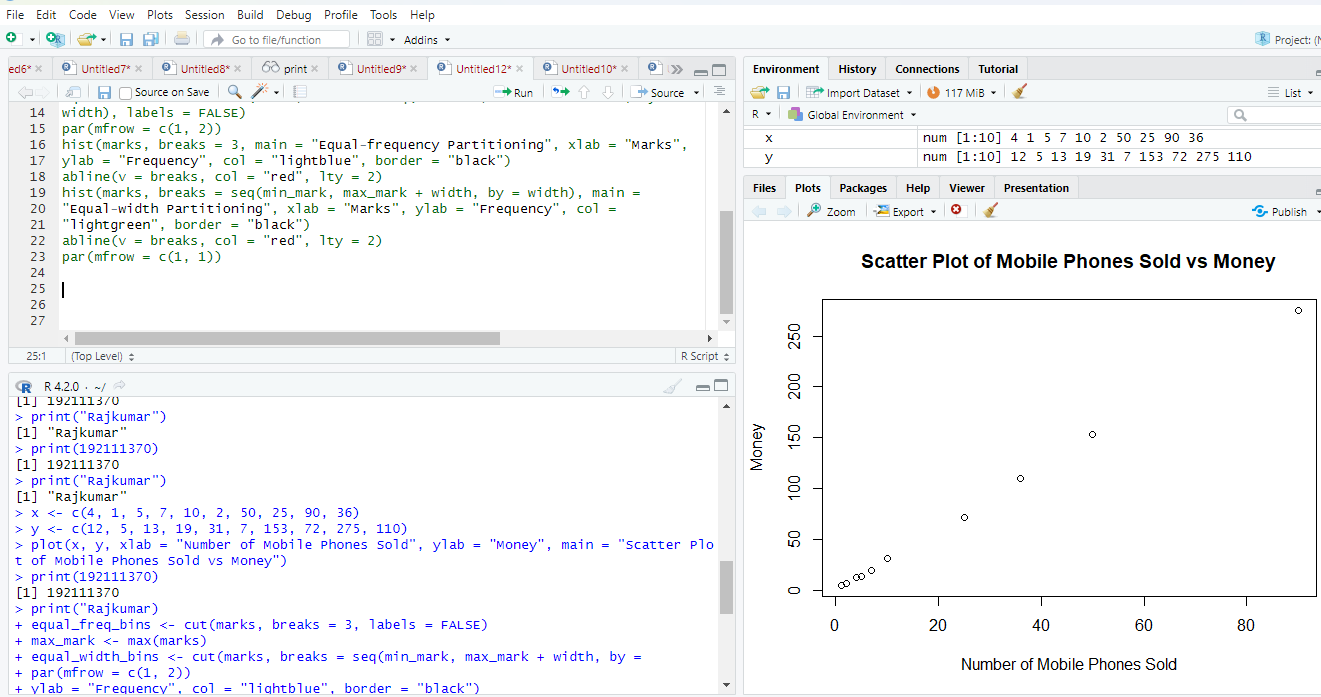 File Edit Code View Plots Session Build Debug Profile Tools Help
Go to file/function Addins Project: (N
ed6* Untitled7* Untitled8* print Untitled9* Untitled12* Untitled10*
Source on Save Run Source
14 width), labels = FALSE)
15 par(mfrow = c(1, 2))
16 hist(marks, breaks = 3, main = "Equal-frequency Partitioning", xlab = "Marks",
17 ylab = "Frequency", col = "lightblue", border = "black")
18 abline(v = breaks, col = "red", lty = 2)
19 hist(marks, breaks = seq(min_mark, max_mark + width, by = width), main =
20 "Equal-width Partitioning", xlab = "Marks", ylab = "Frequency", col =
21 "lightgreen", border = "black")
22 abline(v = breaks, col = "red", lty = 2)
23 par(mfrow = c(1, 1))
24
25
26
27
25:1 (Top Level) R Script
R 4.2.0 · ~/
[1] 192111370
> print("Rajkumar")
[1] "Rajkumar"
> print(192111370)
[1] 192111370
> print("Rajkumar")
[1] "Rajkumar"
> x <- c(4, 1, 5, 7, 10, 2, 50, 25, 90, 36)
> y <- c(12, 5, 13, 19, 31, 7, 153, 72, 275, 110)
> plot(x, y, xlab = "Number of Mobile Phones Sold", ylab = "Money", main = "Scatter Plo
t of Mobile Phones Sold vs Money")
> print(192111370)
[1] 192111370
> print("Rajkumar)
+ equal_freq_bins <- cut(marks, breaks = 3, labels = FALSE)
+ max_mark <- max(marks)
+ equal_width_bins <- cut(marks, breaks = seq(min_mark, max_mark + width, by =
+ par(mfrow = c(1, 2))
+ ylab = "Frequency", col = "lightblue", border = "black")
Environment History Connections Tutorial
Import Dataset 117 MiB List
R Global Environment
x num [1:10] 4 1 5 7 10 2 50 25 90 36
y num [1:10] 12 5 13 19 31 7 153 72 275 110
Files Plots Packages Help Viewer Presentation
Zoom Export Publish
Scatter Plot of Mobile Phones Sold vs Money
Money
250
200
150
100
50
0
0 20 40 60 80
Number of Mobile Phones Sold